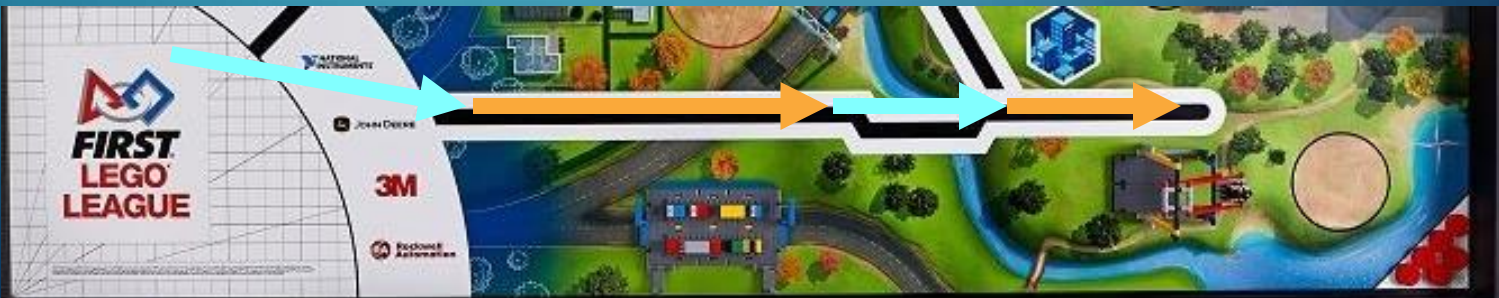 FIRST
LEGO
LEAGUE
NATIONAL
INSTRUMENTS
JOHN DEERE
3M
Rockwell
Automation